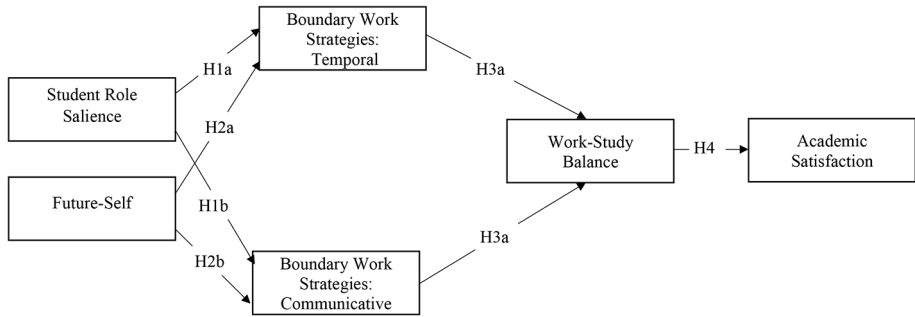 Boundary Work
Strategies:
Temporal
H1a
H3a
Student Role
Salience
H2a
Work-Study
Balance
H4
Academic
Satisfaction
Future-Self
H1b
H3a
H2b
Boundary Work
Strategies:
Communicative